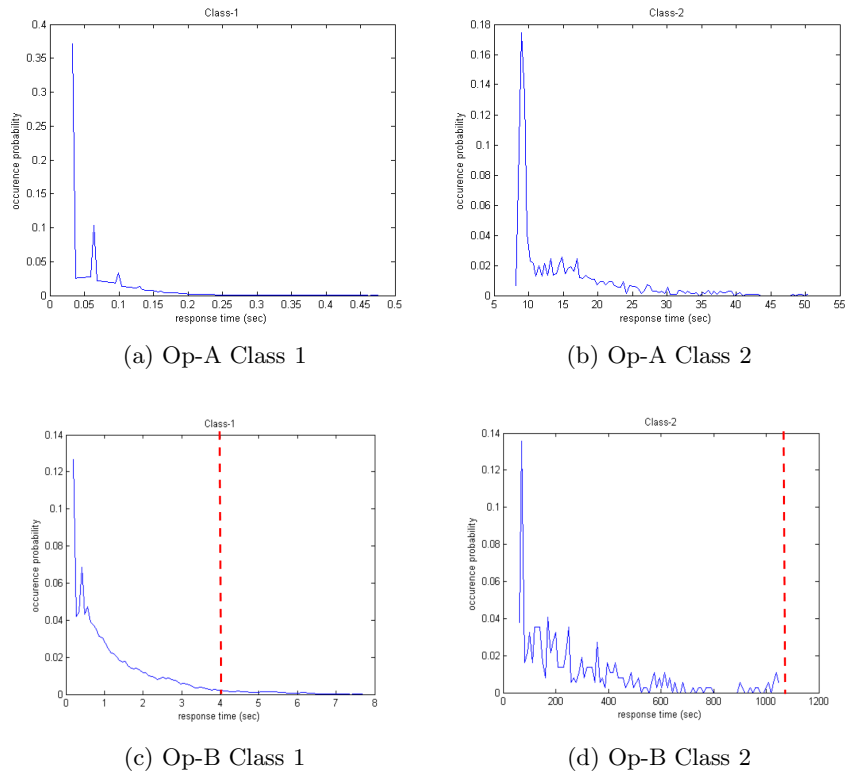 Class-1
0.4
0.35
0.3
0.25
0.2
0.15
0.1
0.05
0
occurence probability
0 0.05 0.1 0.15 0.2 0.25 0.3 0.35 0.4 0.45 0.5
response time (sec)
(a) Op-A Class 1
Class-2
0.18
0.16
0.14
0.12
0.1
0.08
0.06
0.04
0.02
0
occurence probability
5 10 15 20 25 30 35 40 45 50 55
response time (sec)
(b) Op-A Class 2
Class-1
0.14
0.12
0.1
0.08
0.06
0.04
0.02
0
occurence probability
0 1 2 3 4 5 6 7 8
response time (sec)
(c) Op-B Class 1
Class-2
0.14
0.12
0.1
0.08
0.06
0.04
0.02
0
occurence probability
0 200 400 600 800 1000 1200
response time (sec)
(d) Op-B Class 2